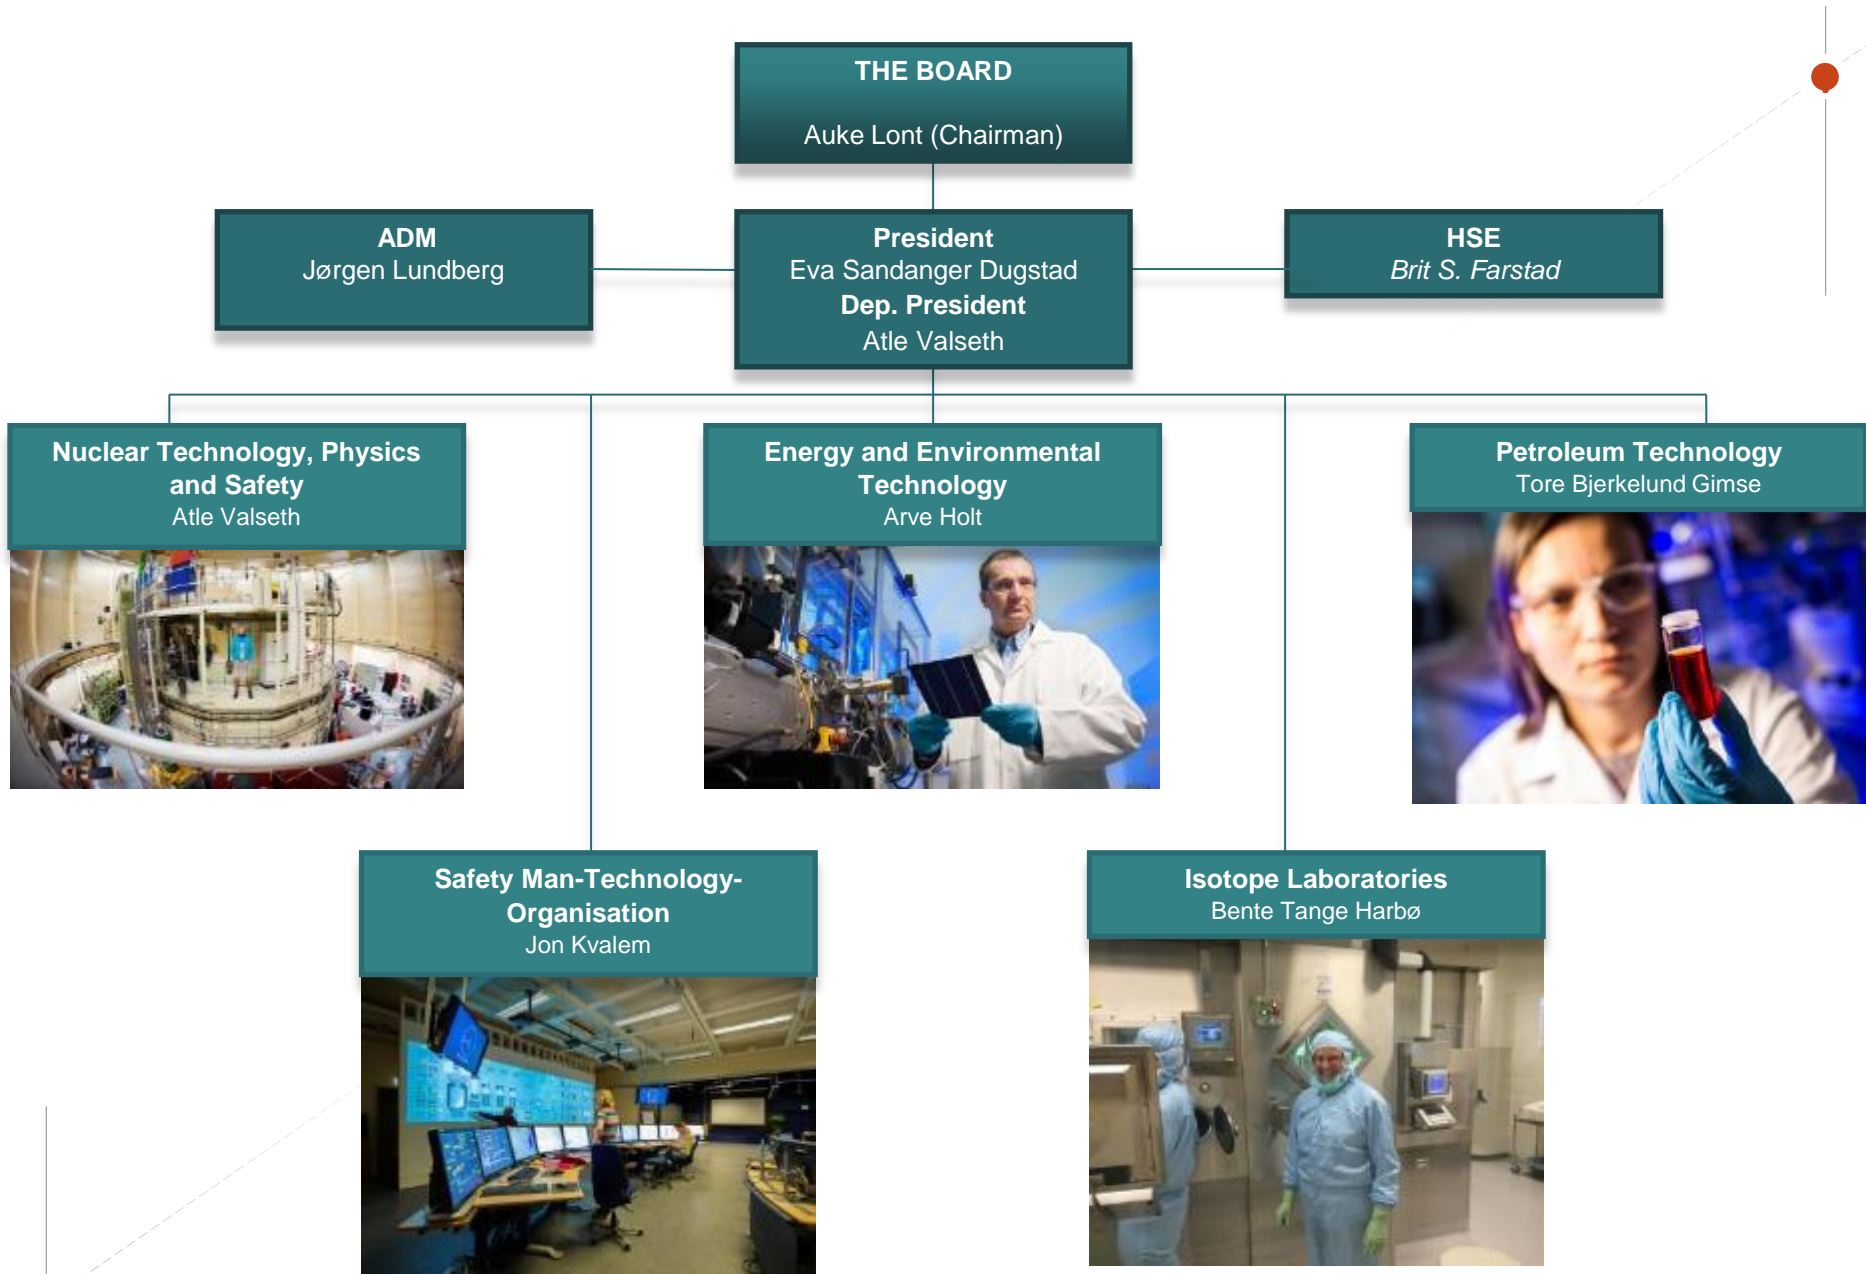 THE BOARD
Auke Lont (Chairman)
ADM
Jørgen Lundberg
President
Eva Sandanger Dugstad
Dep. President
Atle Valseth
HSE
Brit S. Farstad
Nuclear Technology, Physics
and Safety
Atle Valseth
Energy and Environmental
Technology
Arve Holt
Petroleum Technology
Tore Bjerkelund Gimse
Safety Man-Technology-
Organisation
Jon Kvalem
Isotope Laboratories
Bente Tange Harbø